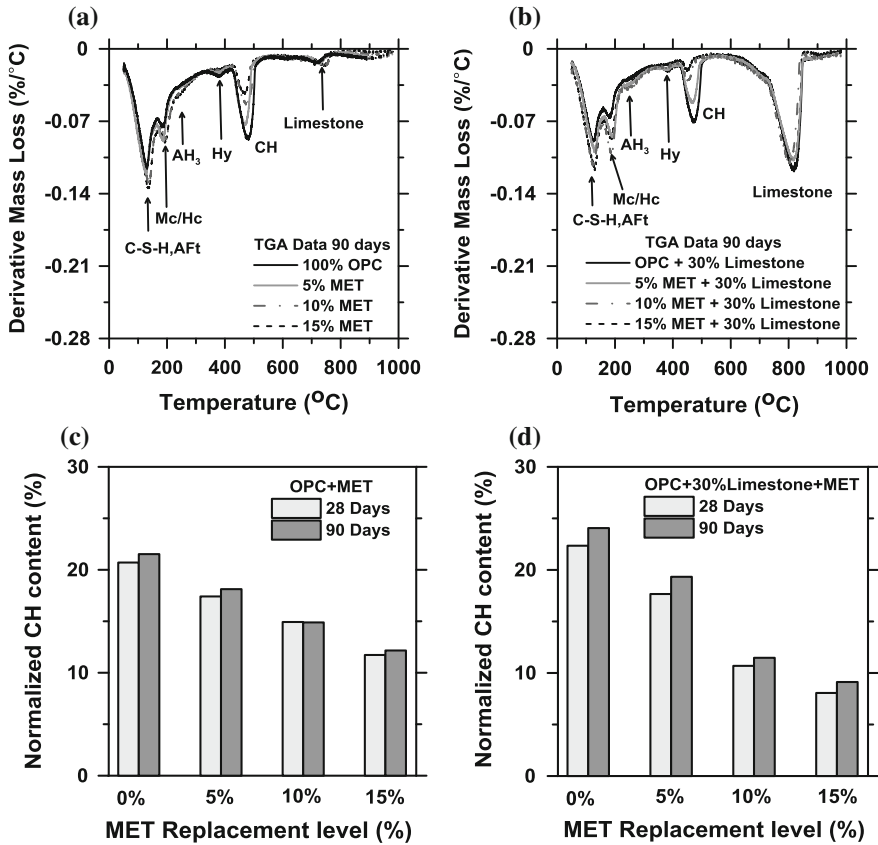 (a)
Derivative Mass Loss (%/°C)
0
-0.07
-0.14
-0.21
-0.28
AH3
Hy
CH
Limestone
Mc/Hc
C-S-H,AFt
TGA Data 90 days
100% OPC
5% MET
10% MET
15% MET
0 200 400 600 800 1000
Temperature (ºC)
(b)
Derivative Mass Loss (%/°C)
0
-0.07
-0.14
-0.21
-0.28
AH3
Hy
CH
Limestone
Mc/Hc
C-S-H,AFt
TGA Data 90 days
OPC + 30% Limestone
5% MET + 30% Limestone
10% MET + 30% Limestone
15% MET + 30% Limestone
0 200 400 600 800 1000
Temperature (ºC)
(c)
Normalized CH content (%)
30
20
10
0
OPC+MET
28 Days
90 Days
0% 5% 10% 15%
MET Replacement level (%)
(d)
Normalized CH content (%)
30
20
10
0
OPC+30%Limestone+MET
28 Days
90 Days
0% 5% 10% 15%
MET Replacement level (%)